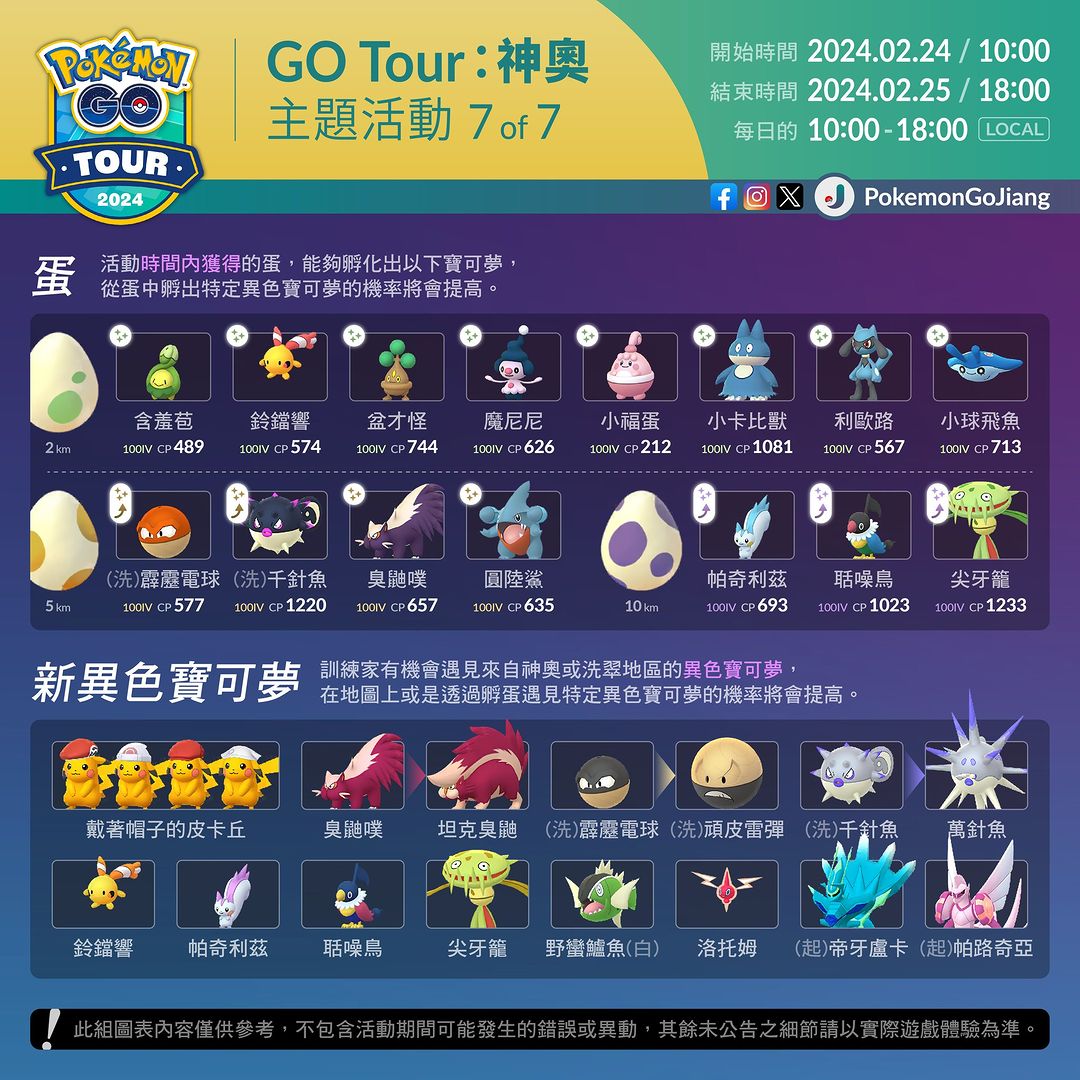 POKÉMON
GO
TOUR
2024
GO Tour:神奧
主題活動 7 of 7
開始時間 2024.02.24 / 10:00
結束時間 2024.02.25 / 18:00
每日的 10:00-18:00 LOCAL
PokemonGoJiang
蛋
活動時間內獲得的蛋，能夠孵化出以下寶可夢，
從蛋中孵出特定異色寶可夢的機率將會提高。
含羞苞 鈴鐺響 盆才怪 魔尼尼 小福蛋 小卡比獸 利歐路 小球飛魚
2 km 100IV CP 489 100IV CP 574 100IV CP 744 100IV CP 626 100IV CP 212 100IV CP 1081 100IV CP 567 100IV CP 713
(洗)霹靂電球 (洗)千針魚 臭鼬噗 圓陸鯊 帕奇利茲 聒噪鳥 尖牙籠
5 km 100IV CP 577 100IV CP 1220 100IV CP 657 100IV CP 635 10 km 100IV CP 693 100IV CP 1023 100IV CP 1233
新異色寶可夢
訓練家有機會遇見來自神奧或洗翠地區的異色寶可夢，
在地圖上或是透過孵蛋遇見特定異色寶可夢的機率將會提高。
戴著帽子的皮卡丘 臭鼬噗 坦克臭鼬 (洗)霹靂電球 (洗)頑皮雷彈 (洗)千針魚 萬針魚
鈴鐺響 帕奇利茲 聒噪鳥 尖牙籠 野蠻鱸魚(白) 洛托姆 (起)帝牙盧卡 (起)帕路奇亞
! 此組圖表內容僅供參考，不包含活動期間可能發生的錯誤或異動，其餘未公告之細節請以實際遊戲體驗為準。